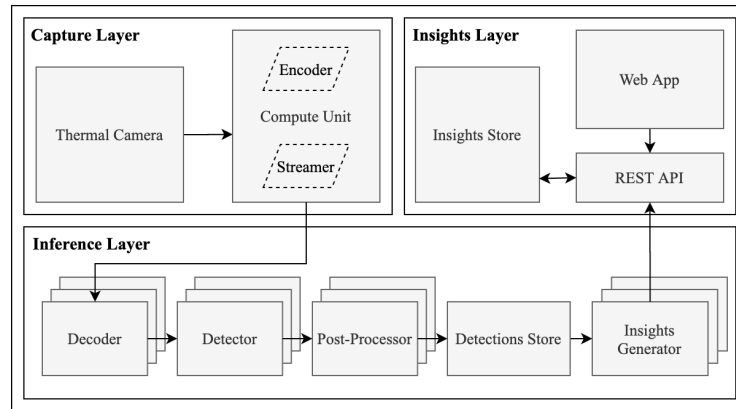 Capture Layer
Thermal Camera
Encoder
Compute Unit
Streamer
Insights Layer
Insights Store
Web App
REST API
Inference Layer
Decoder
Detector
Post-Processor
Detections Store
Insights
Generator